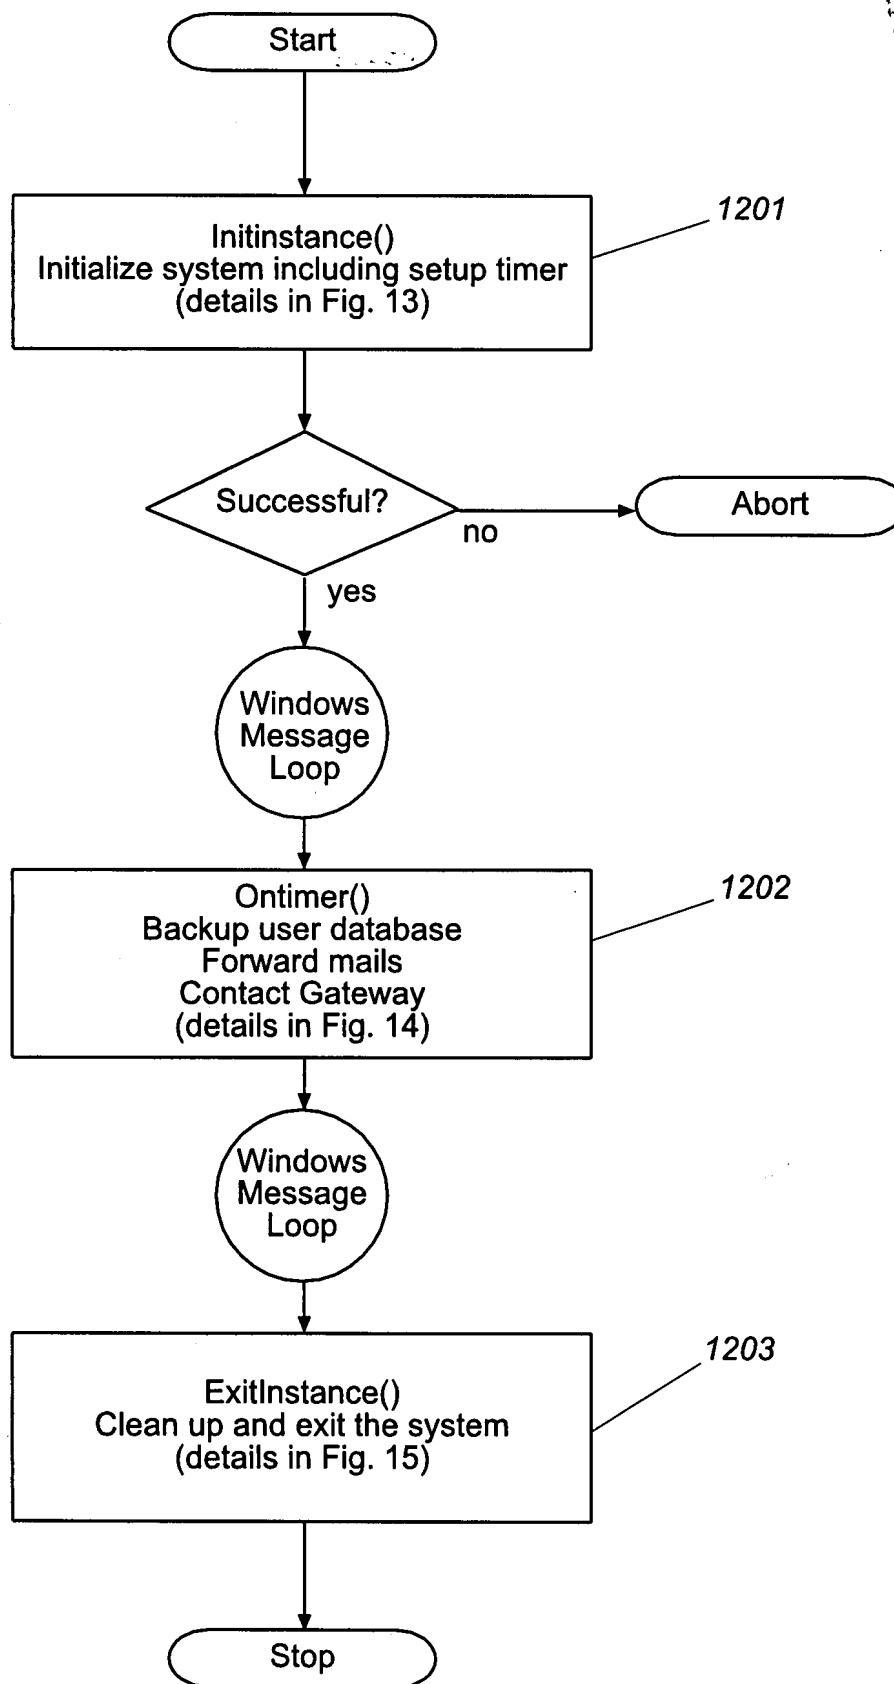 Start
1201
Initinstance()
Initialize system including setup timer
(details in Fig. 13)
Successful?
no
Abort
yes
Windows
Message
Loop
1202
Ontimer()
Backup user database
Forward mails
Contact Gateway
(details in Fig. 14)
Windows
Message
Loop
1203
ExitInstance()
Clean up and exit the system
(details in Fig. 15)
Stop